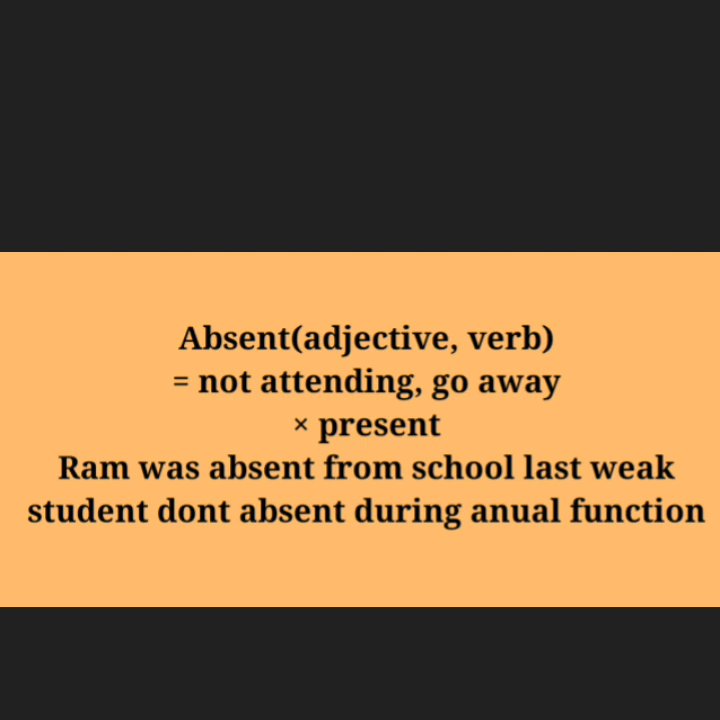 Absent(adjective, verb)
= not attending, go away
× present
Ram was absent from school last weak
student dont absent during anual function